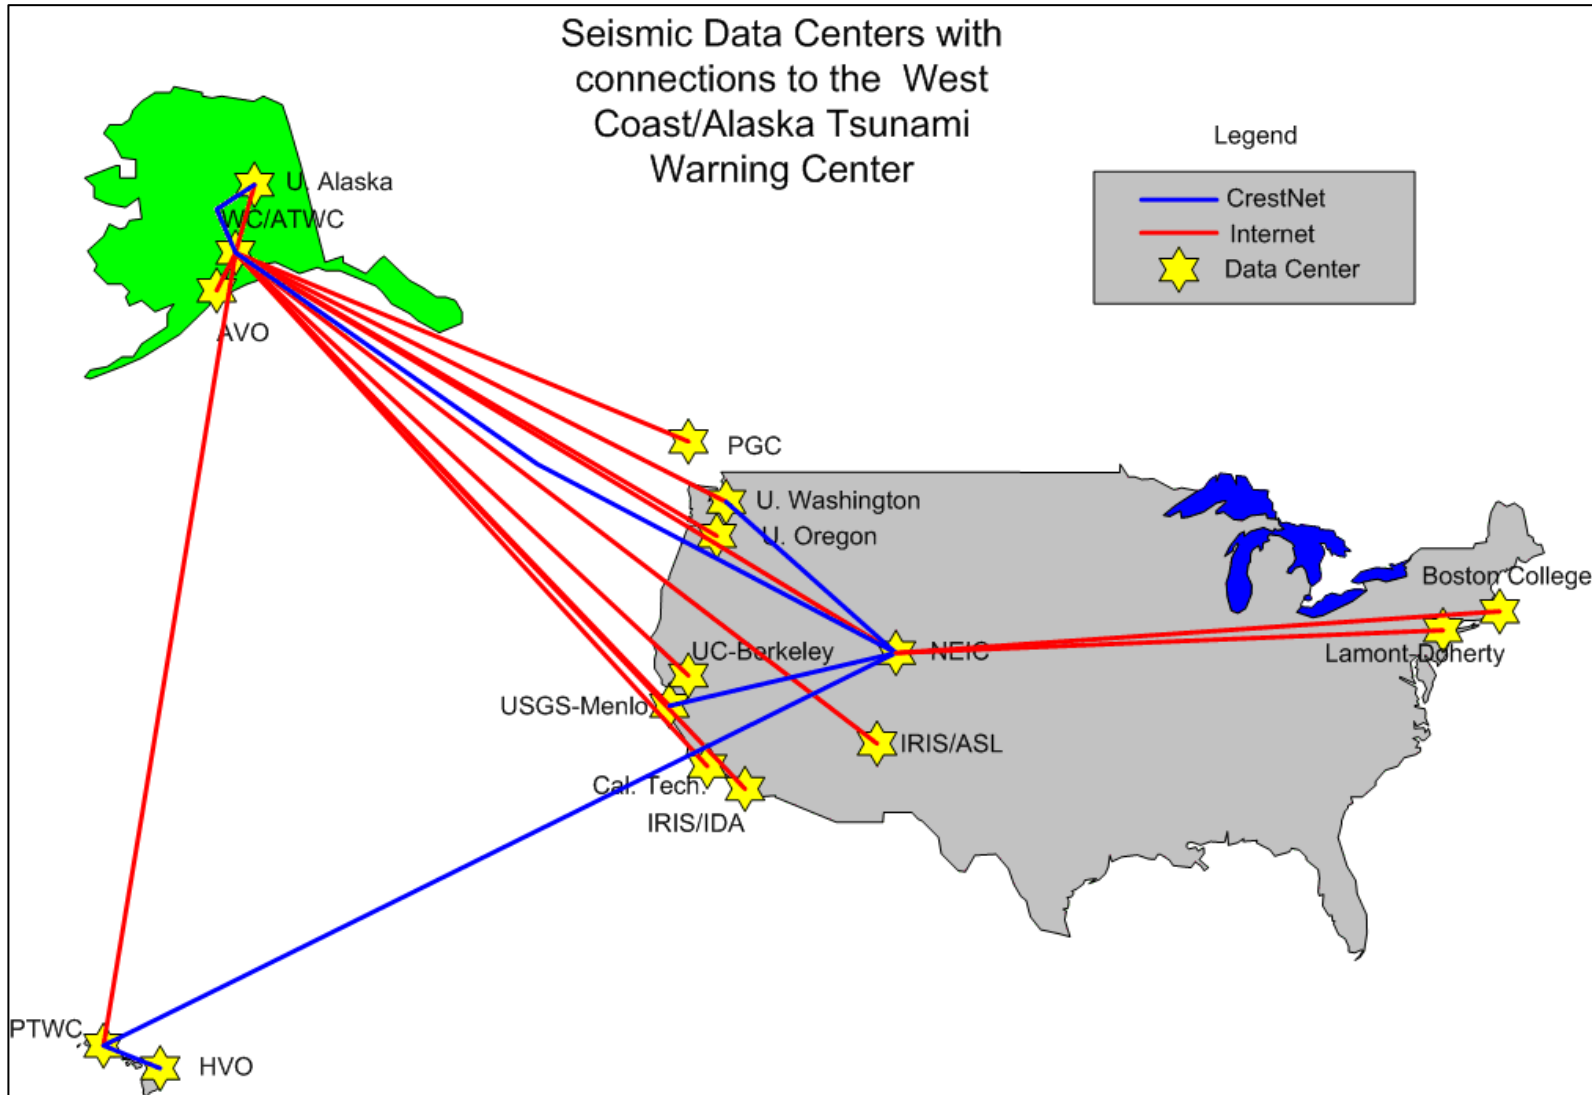 Seismic Data Centers with
connections to the West
Coast/Alaska Tsunami
Warning Center
Legend
CrestNet
Internet
Data Center
U. Alaska
WC/ATWC
AVO
PGC
U. Washington
U. Oregon
Boston College
UC-Berkeley
NEIC
Lamont-Doherty
USGS-Menlo
IRIS/ASL
Cal. Tech.
IRIS/IDA
PTWC
HVO